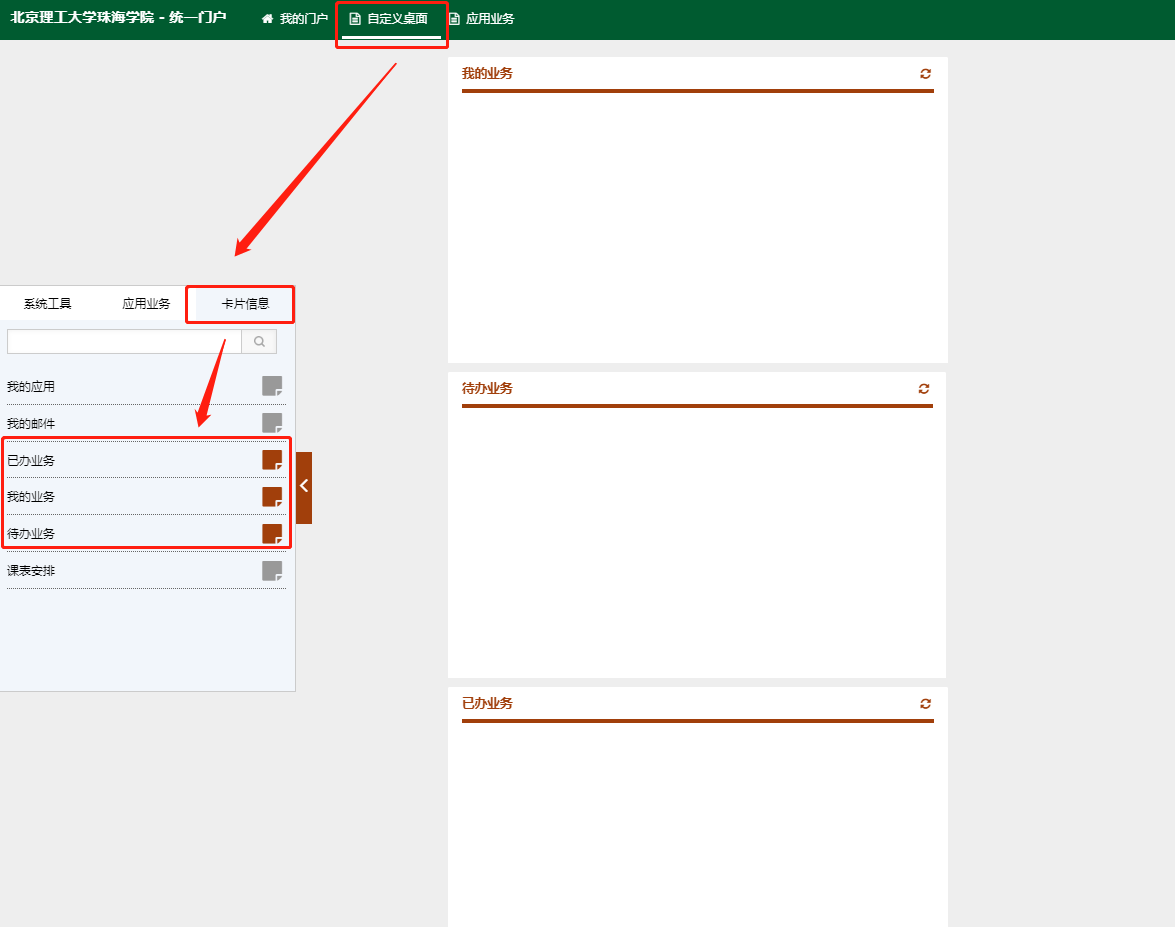 北京理工大学珠海学院 - 统一门户
我的门户
自定义桌面
应用业务
我的业务
系统工具
应用业务
卡片信息
我的应用
我的邮件
已办业务
我的业务
待办业务
课表安排
待办业务
已办业务